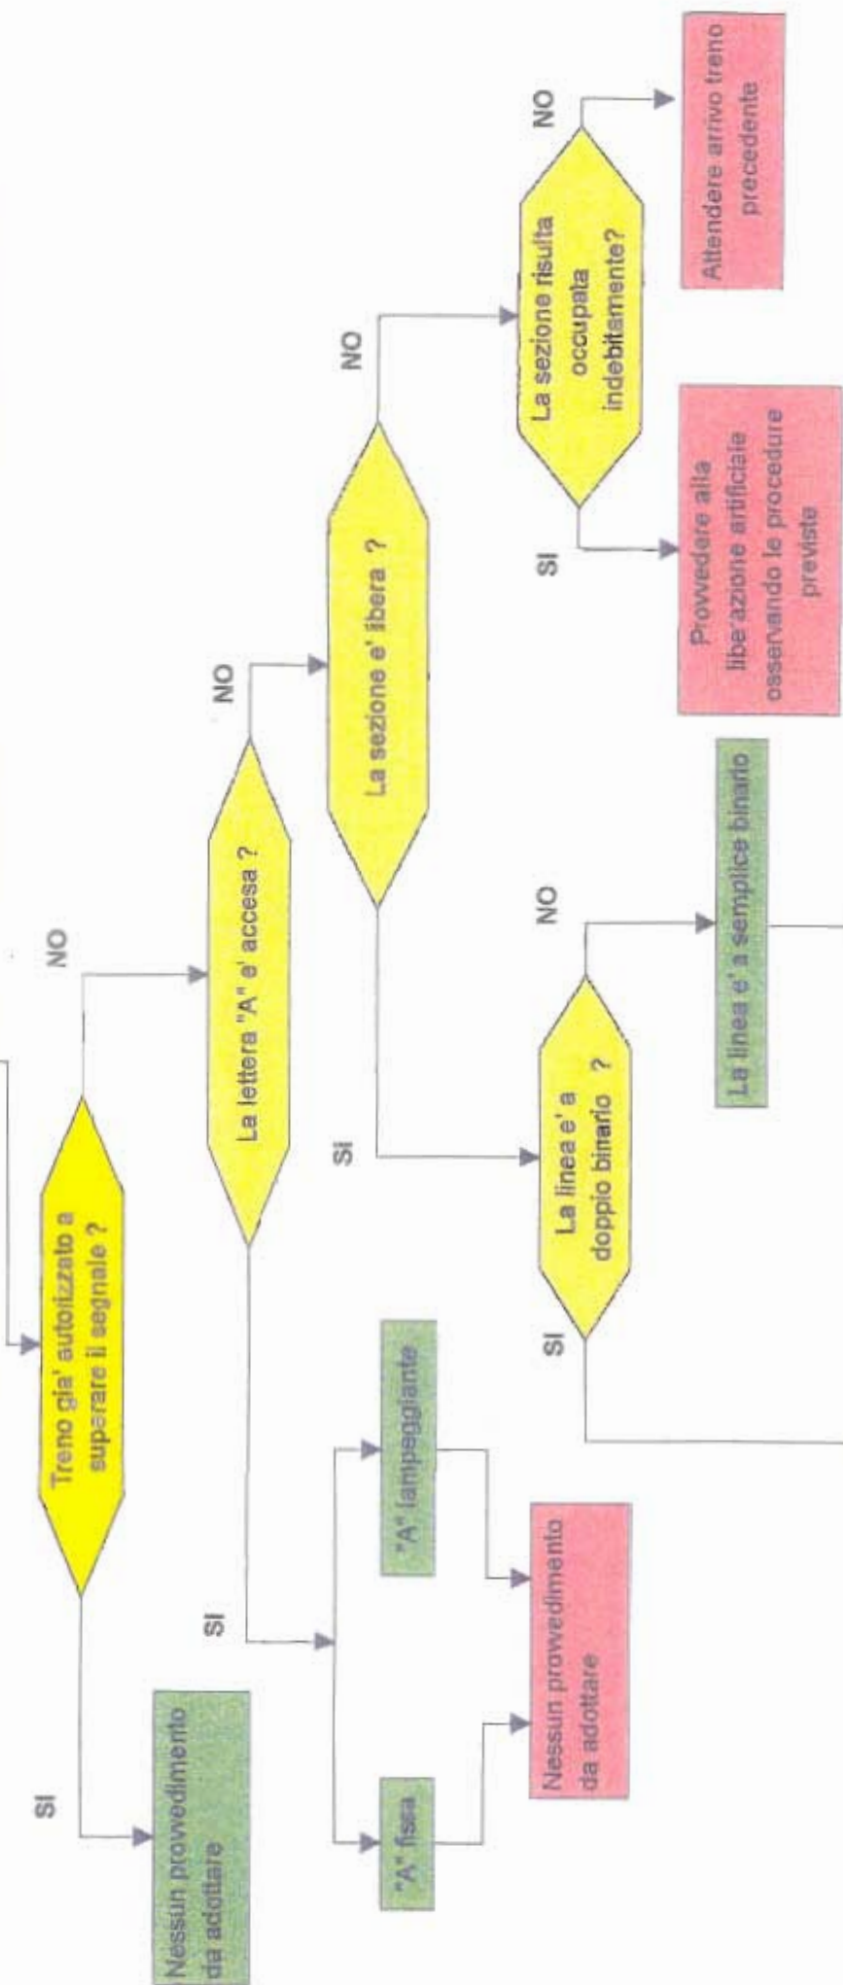 Treno gia' autorizzato a
superare il segnale ?
SI
NO
Nessun provvedimento
da adottare
La lettera "A" e' accesa ?
SI
NO
"A" fissa
"A" lampeggiante
Nessun provvedimento
da adottare
La sezione e' libera ?
SI
NO
La linea e' a
doppio binario ?
SI
NO
La linea e' a semplice binario
La sezione risulta
occupata
indebitamente?
SI
NO
Provvedere alla
liberazione artificiale
osservando le procedure
previste
Attendere arrivo treno
precedente